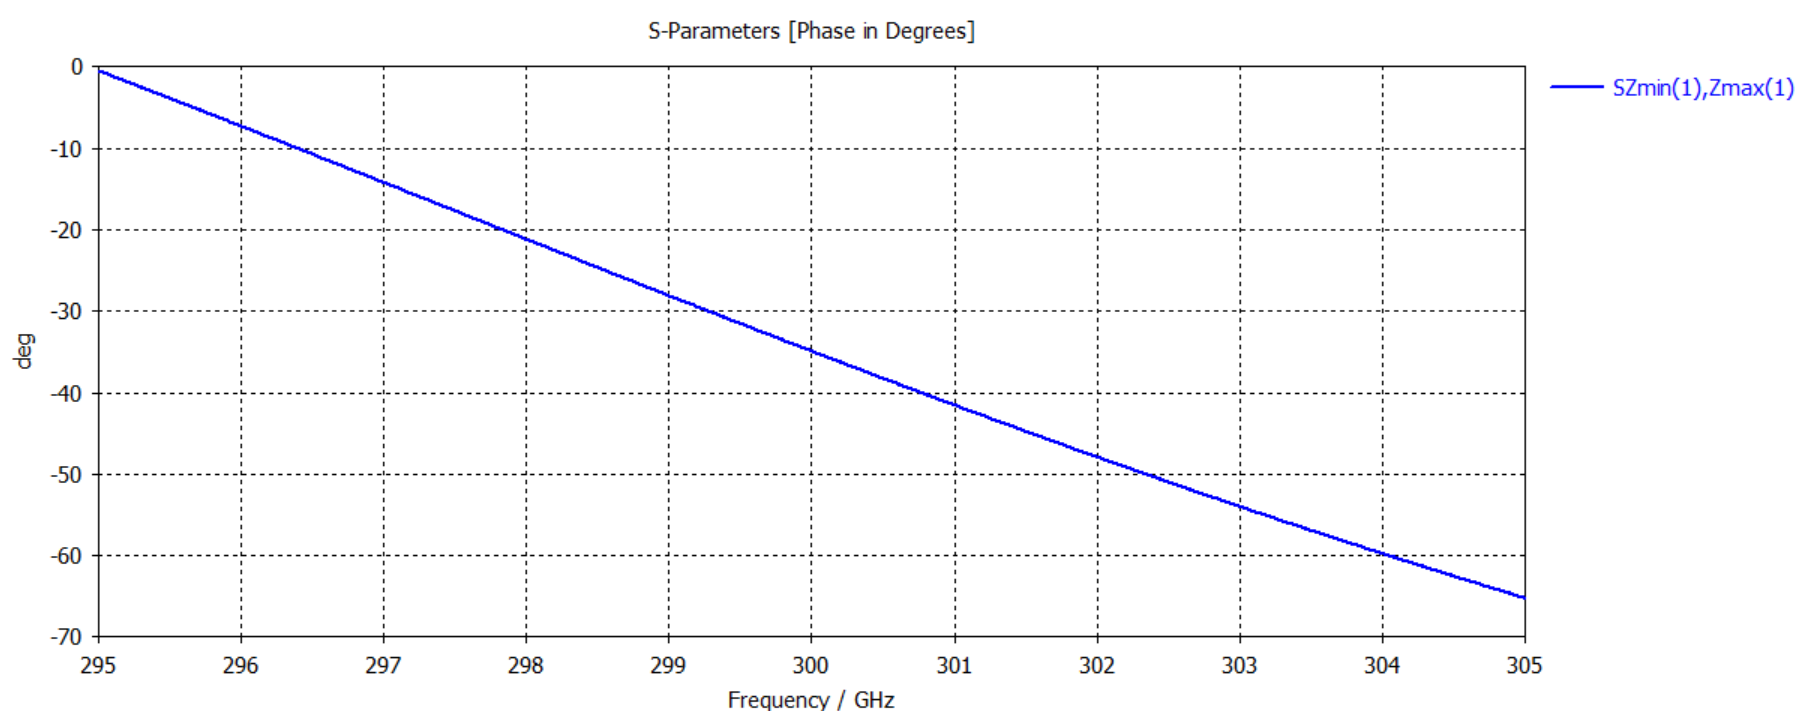 S-Parameters [Phase in Degrees]
SZmin(1),Zmax(1)
0
-10
-20
-30
-40
-50
-60
-70
deg
295 296 297 298 299 300 301 302 303 304 305
Frequency / GHz